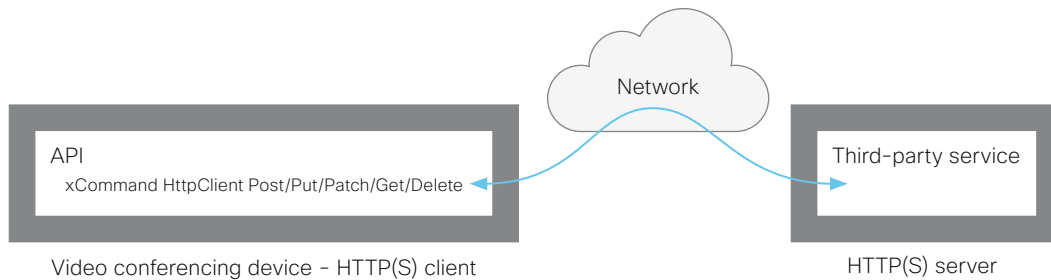 Network
API
xCommand HttpClient Post/Put/Patch/Get/Delete
Third-party service
Video conferencing device - HTTP(S) client
HTTP(S) server